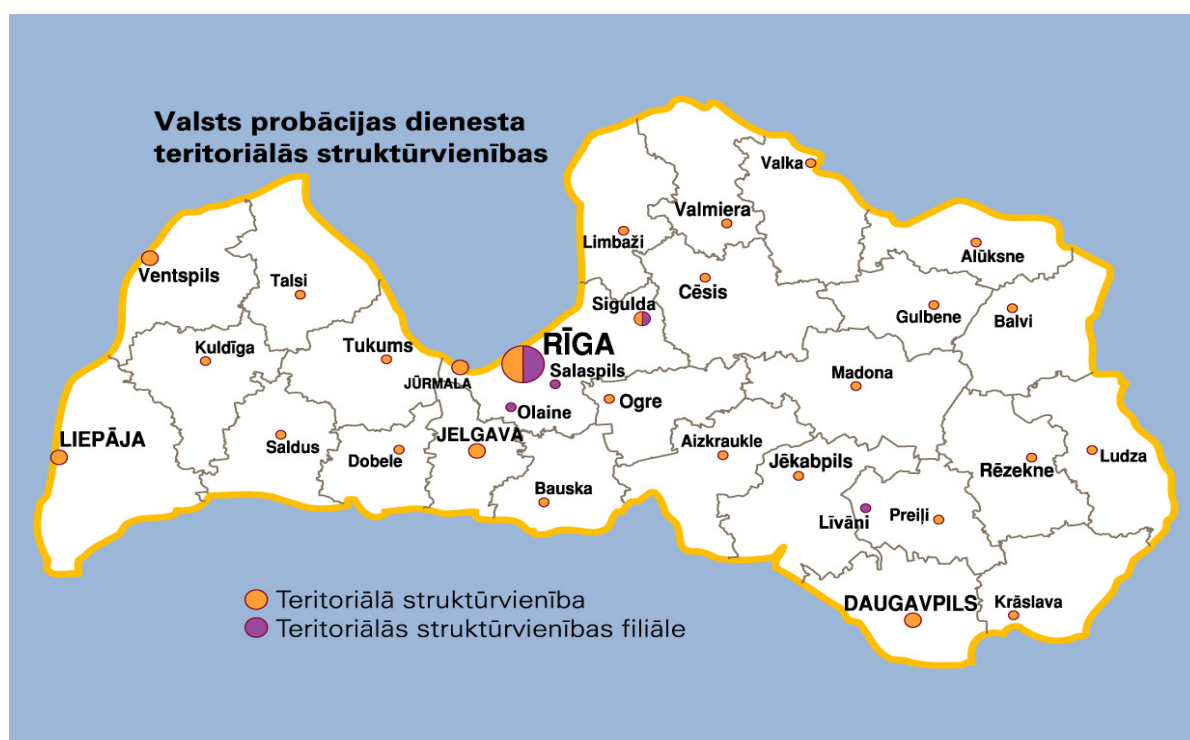 Valsts probācijas dienesta
teritoriālās struktūrvienības
Valka
Valmiera
Limbaži
Alūksne
Ventspils
Talsi
Cēsis
Sigulda
Gulbene
Balvi
RĪGA
Kuldīga
Tukums
Salaspils
Madona
JŪRMALA
Olaine
Ogre
LIEPĀJA
Saldus
Dobele
JELGAVA
Aizkraukle
Jēkabpils
Rēzekne
Ludza
Bauska
Līvāni
Preiļi
DAUGAVPILS
Krāslava
Teritoriālā struktūrvienība
Teritoriālās struktūrvienības filiāle